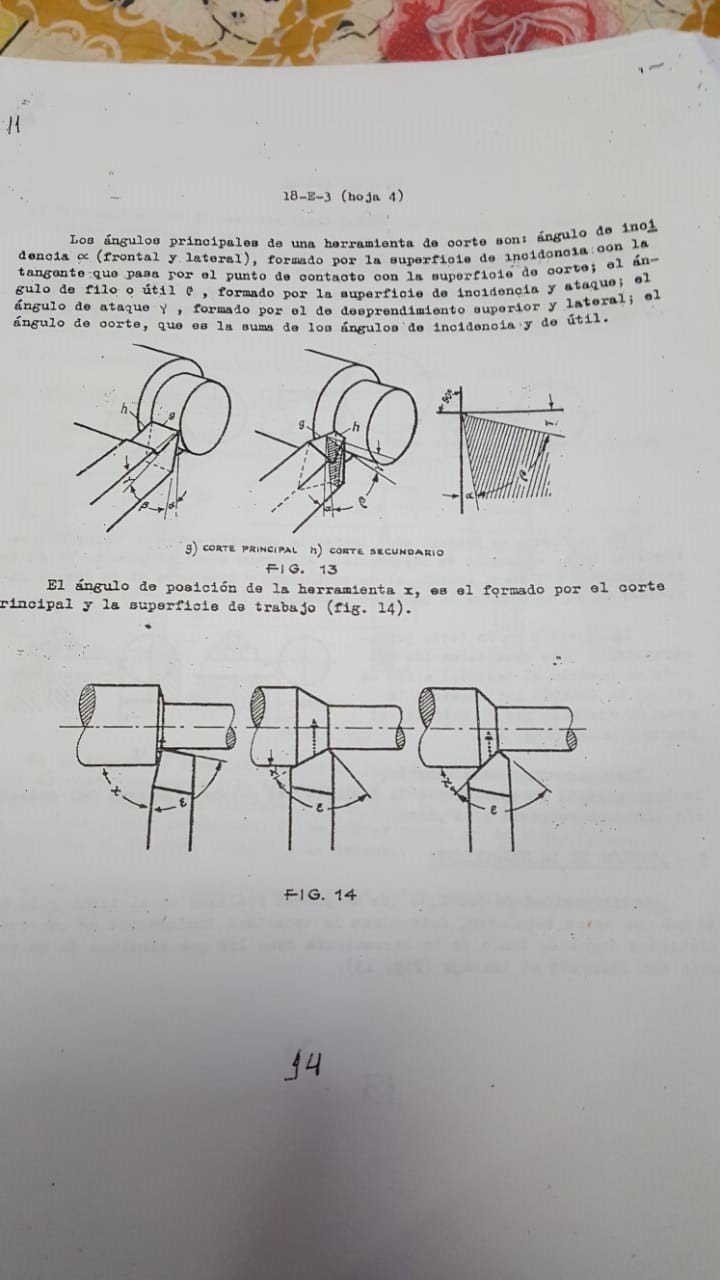 11
18-E-3 (hoja 4)
Los ángulos principales de una herramienta de corte son: ángulo de inci
dencia ∝ (frontal y lateral), formado por la superficie de incidencia con la
tangente que pasa por el punto de contacto con la superficie de corte; el án-
gulo de filo o útil ρ , formado por la superficie de incidencia y ataque; el
ángulo de ataque γ , formado por el de desprendimiento superior y lateral; el
ángulo de corte, que es la suma de los ángulos de incidencia y de útil.
h g g h
γ β α α ρ
90° γ ρ α
g) CORTE PRINCIPAL h) CORTE SECUNDARIO
FIG. 13
El ángulo de posición de la herramienta x, es el formado por el corte
rincipal y la superficie de trabajo (fig. 14).
x ε x ε x ε
FIG. 14
14